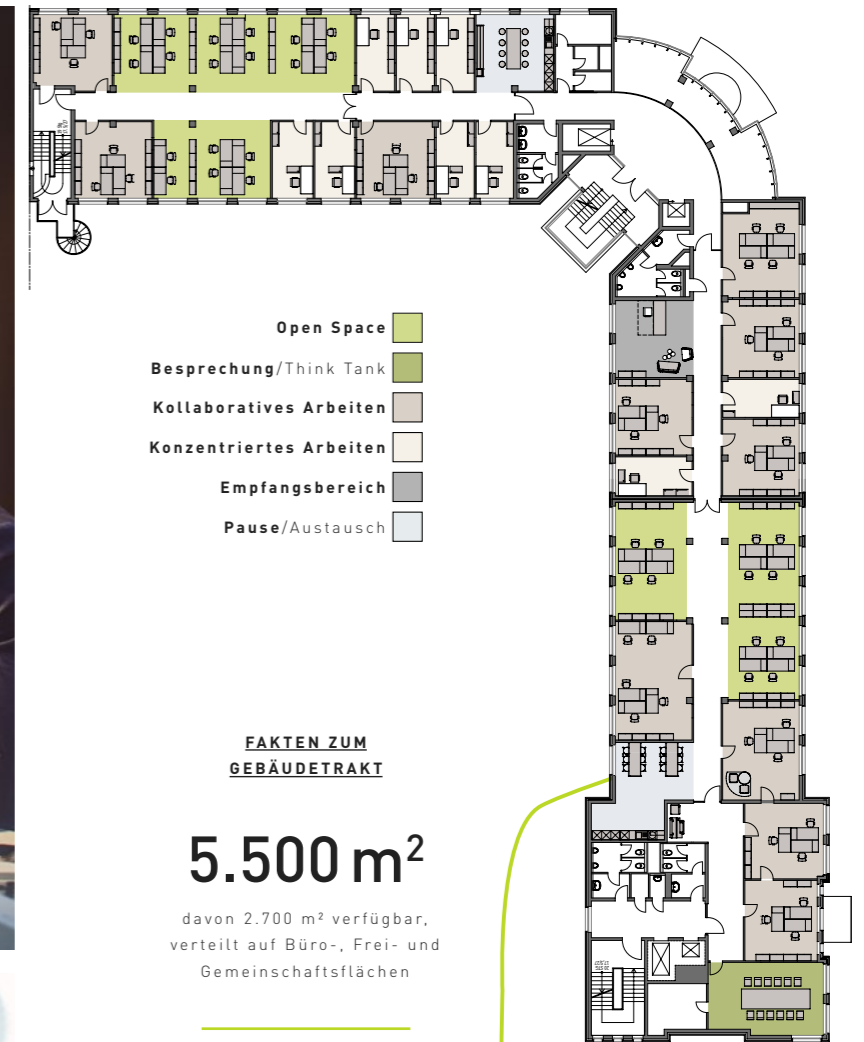 Open Space
Besprechung/Think Tank
Kollaboratives Arbeiten
Konzentriertes Arbeiten
Empfangsbereich
Pause/Austausch
FAKTEN ZUM
GEBÄUDETRAKT
5.500 m²
davon 2.700 m² verfügbar,
verteilt auf Büro-, Frei- und
Gemeinschaftsflächen